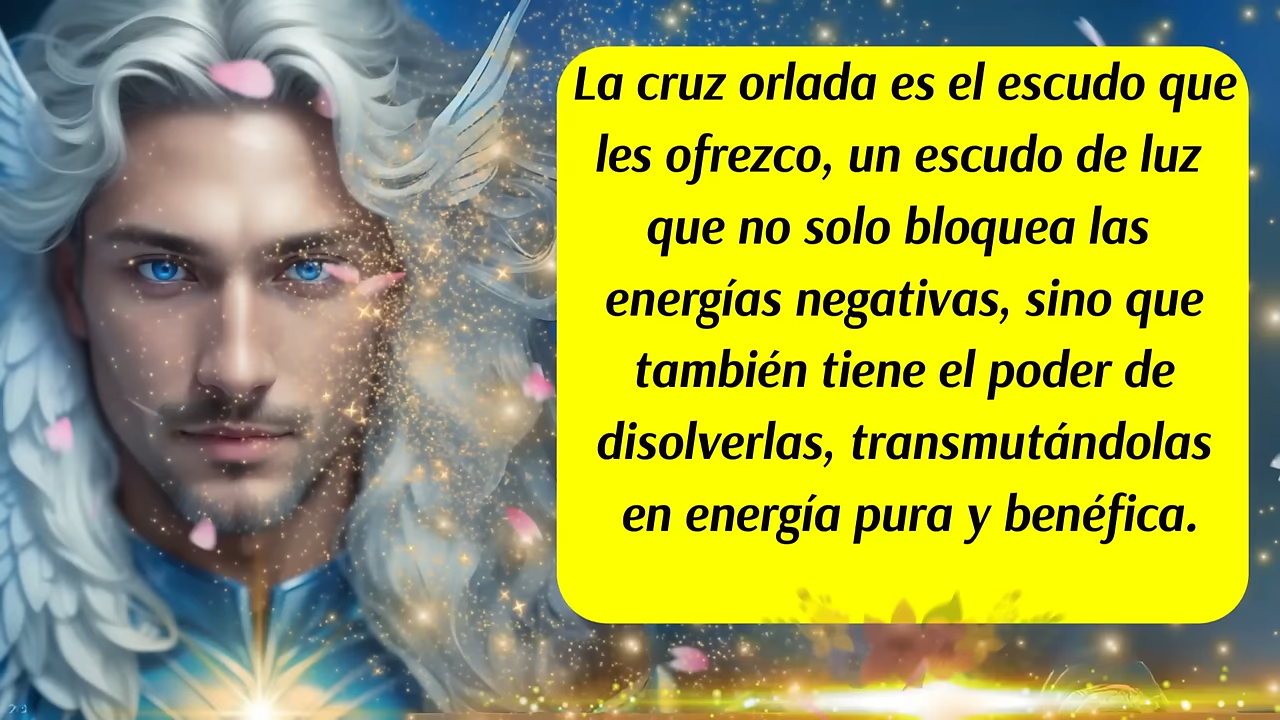 La cruz orlada es el escudo que
les ofrezco, un escudo de luz
que no solo bloquea las
energías negativas, sino que
también tiene el poder de
disolverlas, transmutándolas
en energía pura y benéfica.